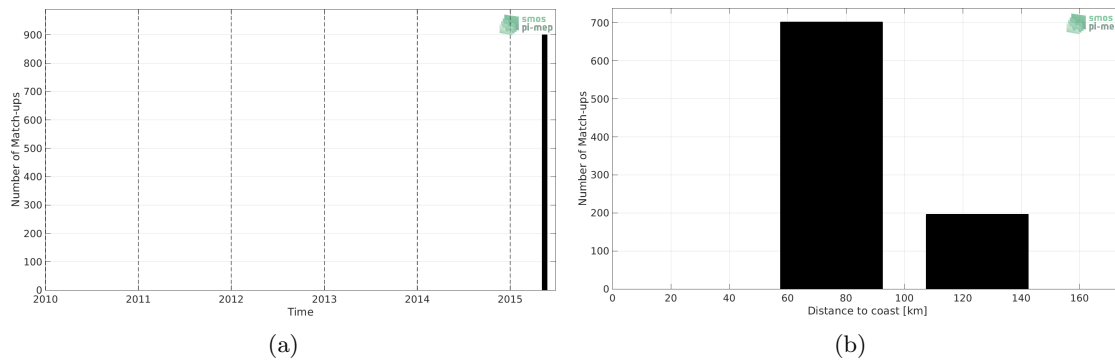 smos
pi-mep
900
800
700
600
500
400
300
200
100
0
Number of Match-ups
2010 2011 2012 2013 2014 2015
Time
(a)
smos
pi-mep
700
600
500
400
300
200
100
0
Number of Match-ups
0 20 40 60 80 100 120 140 160
Distance to coast [km]
(b)